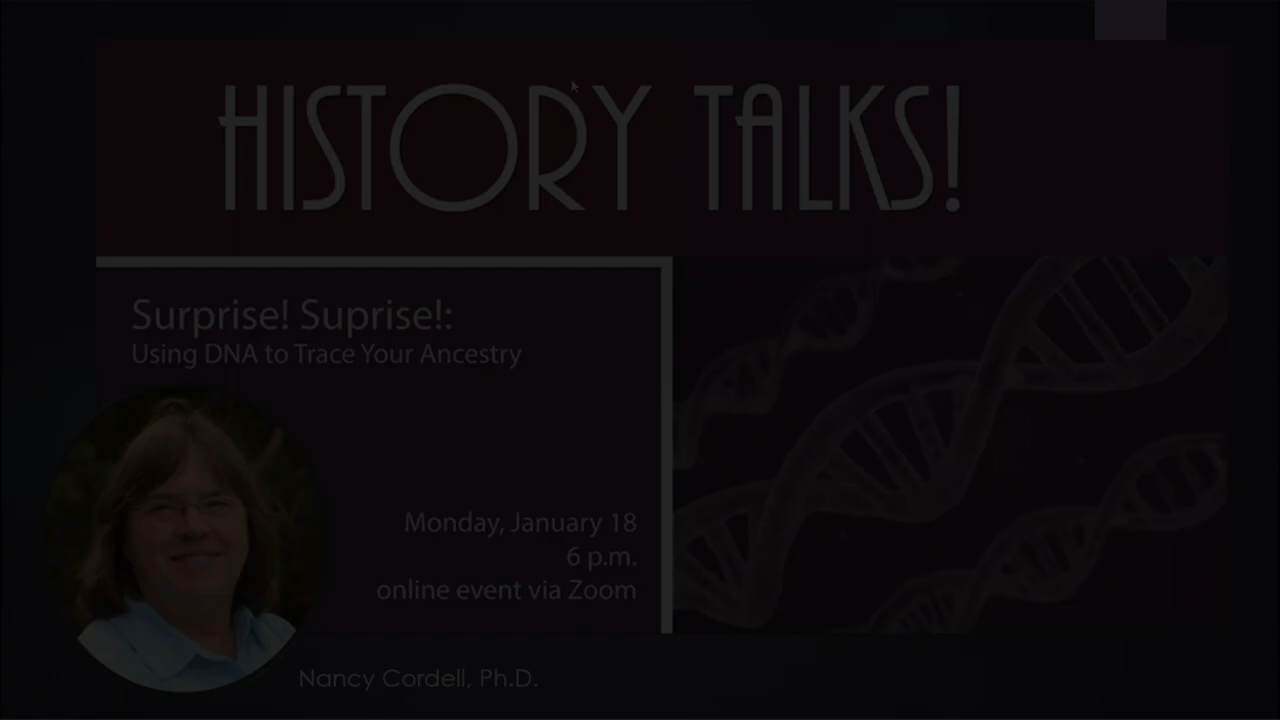 HISTORY TALKS!
Surprise! Suprise!:
Using DNA to Trace Your Ancestry
Monday, January 18
6 p.m.
online event via Zoom
Nancy Cordell, Ph.D.